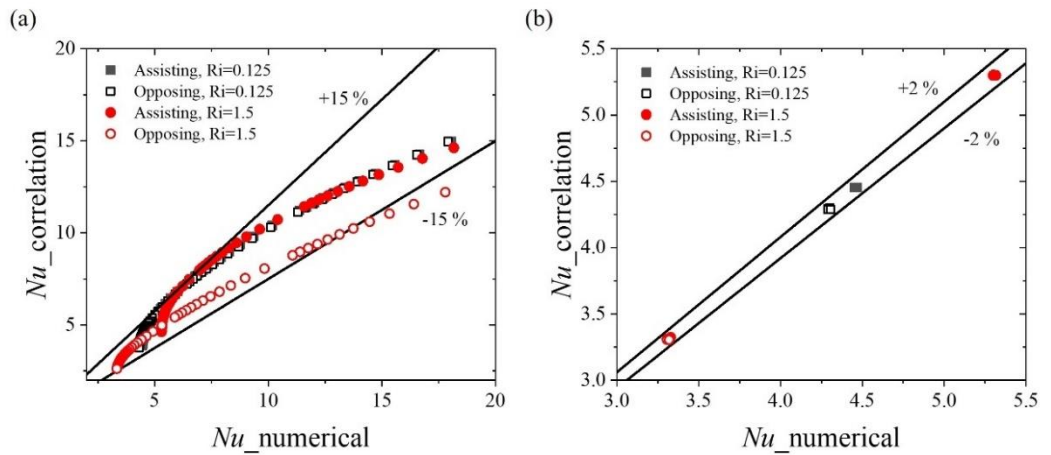 (a)
20
15
10
5
5
10
15
20
Nu_correlation
Nu_numerical
Assisting, Ri=0.125
Opposing, Ri=0.125
Assisting, Ri=1.5
Opposing, Ri=1.5
+15 %
-15 %
(b)
5.5
5.0
4.5
4.0
3.5
3.0
3.0
3.5
4.0
4.5
5.0
5.5
Nu_correlation
Nu_numerical
Assisting, Ri=0.125
Opposing, Ri=0.125
Assisting, Ri=1.5
Opposing, Ri=1.5
+2 %
-2 %